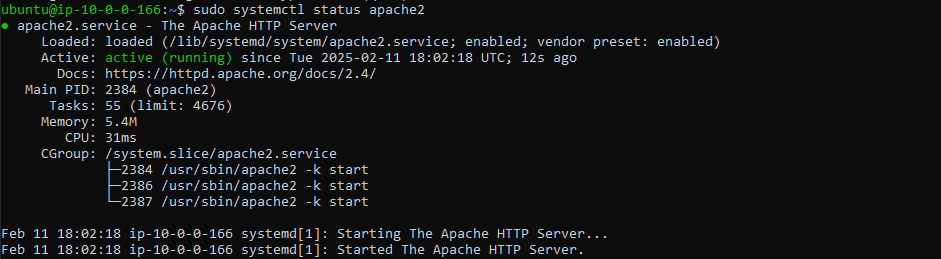 ubuntu@ip-10-0-0-166:~$ sudo systemctl status apache2
● apache2.service - The Apache HTTP Server
     Loaded: loaded (/lib/systemd/system/apache2.service; enabled; vendor preset: enabled)
     Active: active (running) since Tue 2025-02-11 18:02:18 UTC; 12s ago
       Docs: https://httpd.apache.org/docs/2.4/
   Main PID: 2384 (apache2)
      Tasks: 55 (limit: 4676)
     Memory: 5.4M
        CPU: 31ms
     CGroup: /system.slice/apache2.service
             ├─2384 /usr/sbin/apache2 -k start
             ├─2386 /usr/sbin/apache2 -k start
             └─2387 /usr/sbin/apache2 -k start
Feb 11 18:02:18 ip-10-0-0-166 systemd[1]: Starting The Apache HTTP Server...
Feb 11 18:02:18 ip-10-0-0-166 systemd[1]: Started The Apache HTTP Server.